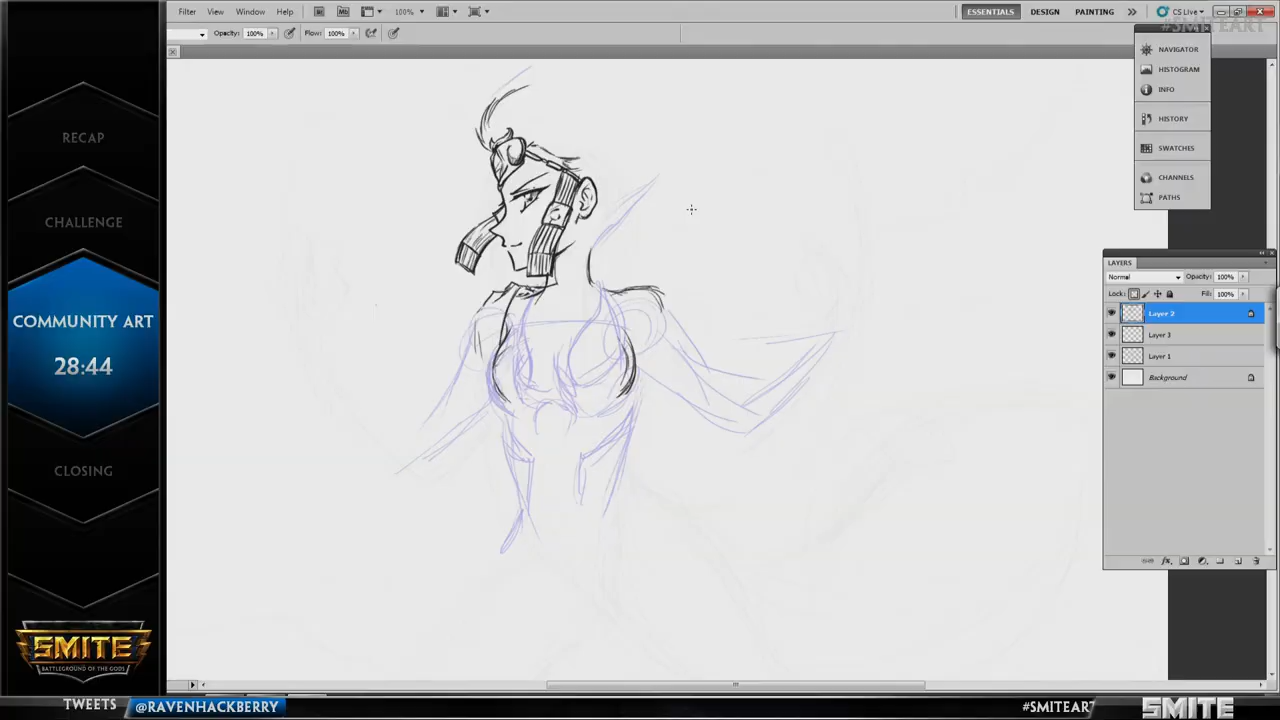 Filter View Window Help 100% ESSENTIALS DESIGN PAINTING CS Live
#SMITEART
Opacity: 100% Flow: 100%
NAVIGATOR
HISTOGRAM
INFO
HISTORY
SWATCHES
CHANNELS
PATHS
RECAP
CHALLENGE
COMMUNITY ART
28:44
CLOSING
LAYERS
Normal Opacity: 100%
Lock: Fill: 100%
Layer 2
Layer 3
Layer 1
Background
SMITE
BATTLEGROUND OF THE GODS
TWEETS @RAVENHACKBERRY #SMITEART SMITE